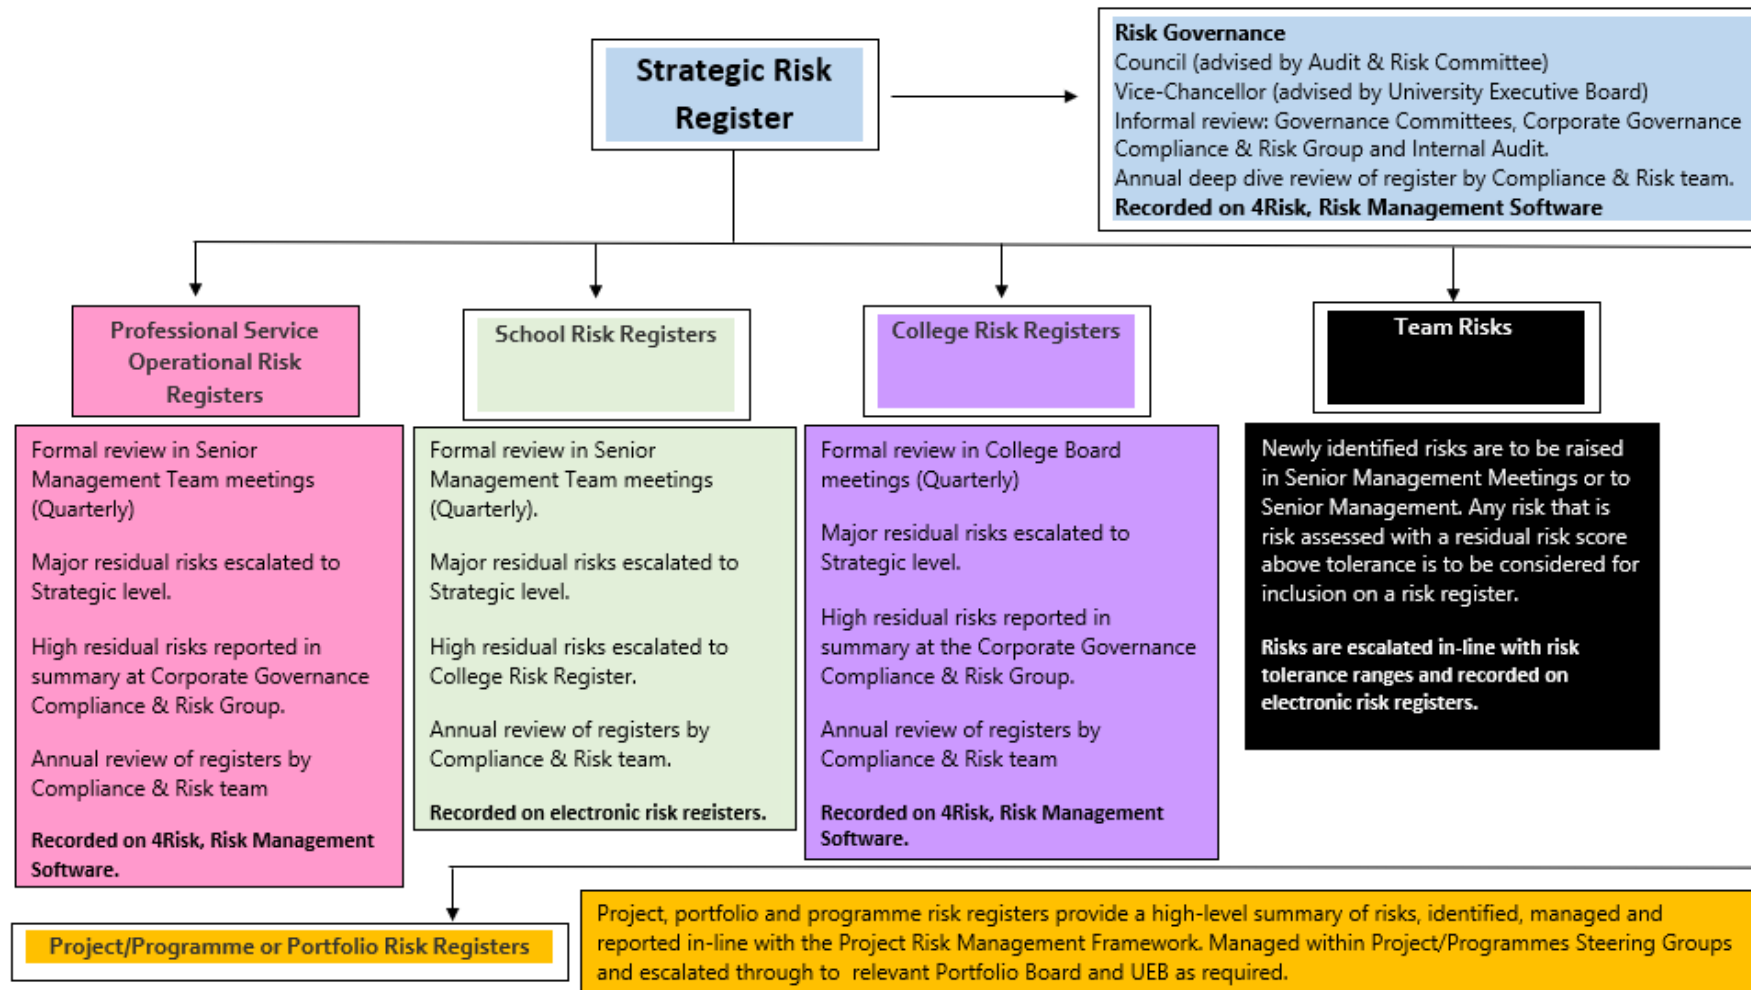 Strategic Risk
Register
Risk Governance
Council (advised by Audit & Risk Committee)
Vice-Chancellor (advised by University Executive Board)
Informal review: Governance Committees, Corporate Governance
Compliance & Risk Group and Internal Audit.
Annual deep dive review of register by Compliance & Risk team.
Recorded on 4Risk, Risk Management Software
Professional Service
Operational Risk
Registers
Formal review in Senior
Management Team meetings
(Quarterly)
Major residual risks escalated to
Strategic level.
High residual risks reported in
summary at Corporate Governance
Compliance & Risk Group.
Annual review of registers by
Compliance & Risk team
Recorded on 4Risk, Risk Management
Software.
School Risk Registers
Formal review in Senior
Management Team meetings
(Quarterly).
Major residual risks escalated to
Strategic level.
High residual risks escalated to
College Risk Register.
Annual review of registers by
Compliance & Risk team.
Recorded on electronic risk registers.
College Risk Registers
Formal review in College Board
meetings (Quarterly)
Major residual risks escalated to
Strategic level.
High residual risks reported in
summary at the Corporate Governance
Compliance & Risk Group.
Annual review of registers by
Compliance & Risk team
Recorded on 4Risk, Risk Management
Software.
Team Risks
Newly identified risks are to be raised
in Senior Management Meetings or to
Senior Management. Any risk that is
risk assessed with a residual risk score
above tolerance is to be considered for
inclusion on a risk register.
Risks are escalated in-line with risk
tolerance ranges and recorded on
electronic risk registers.
Project/Programme or Portfolio Risk Registers
Project, portfolio and programme risk registers provide a high-level summary of risks, identified, managed and
reported in-line with the Project Risk Management Framework. Managed within Project/Programmes Steering Groups
and escalated through to relevant Portfolio Board and UEB as required.